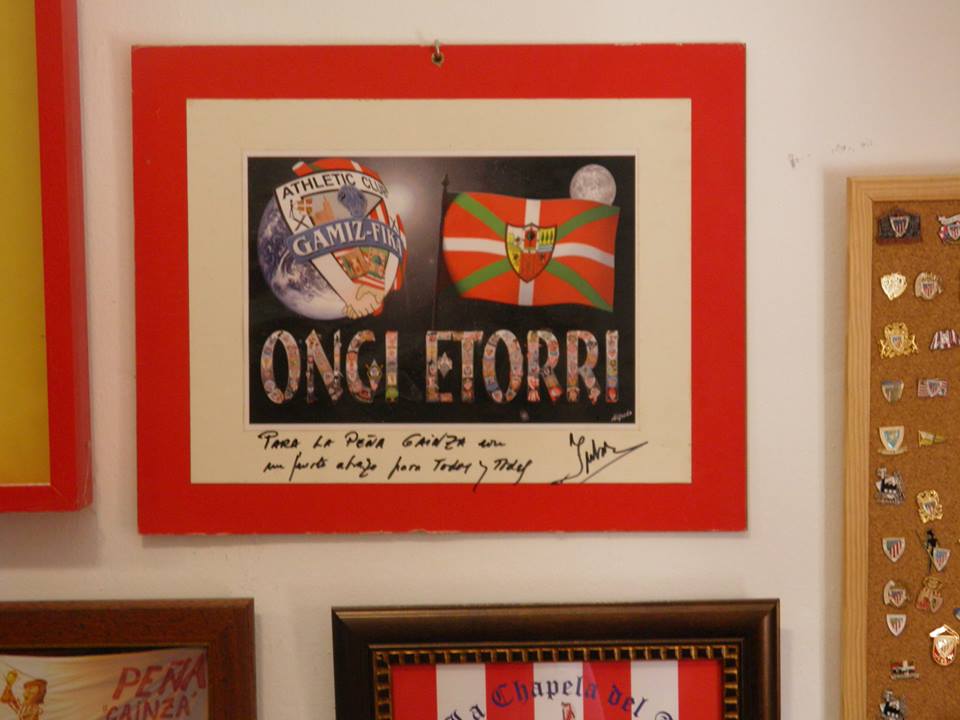 ATHLETIC CLUB
GAMIZ-FIKA
ONGI ETORRI
Alfredo
PARA LA PEÑA GAINZA con
un fuerte abrazo para Todos y Todas
PEÑA
GAINZA
La Chapela del